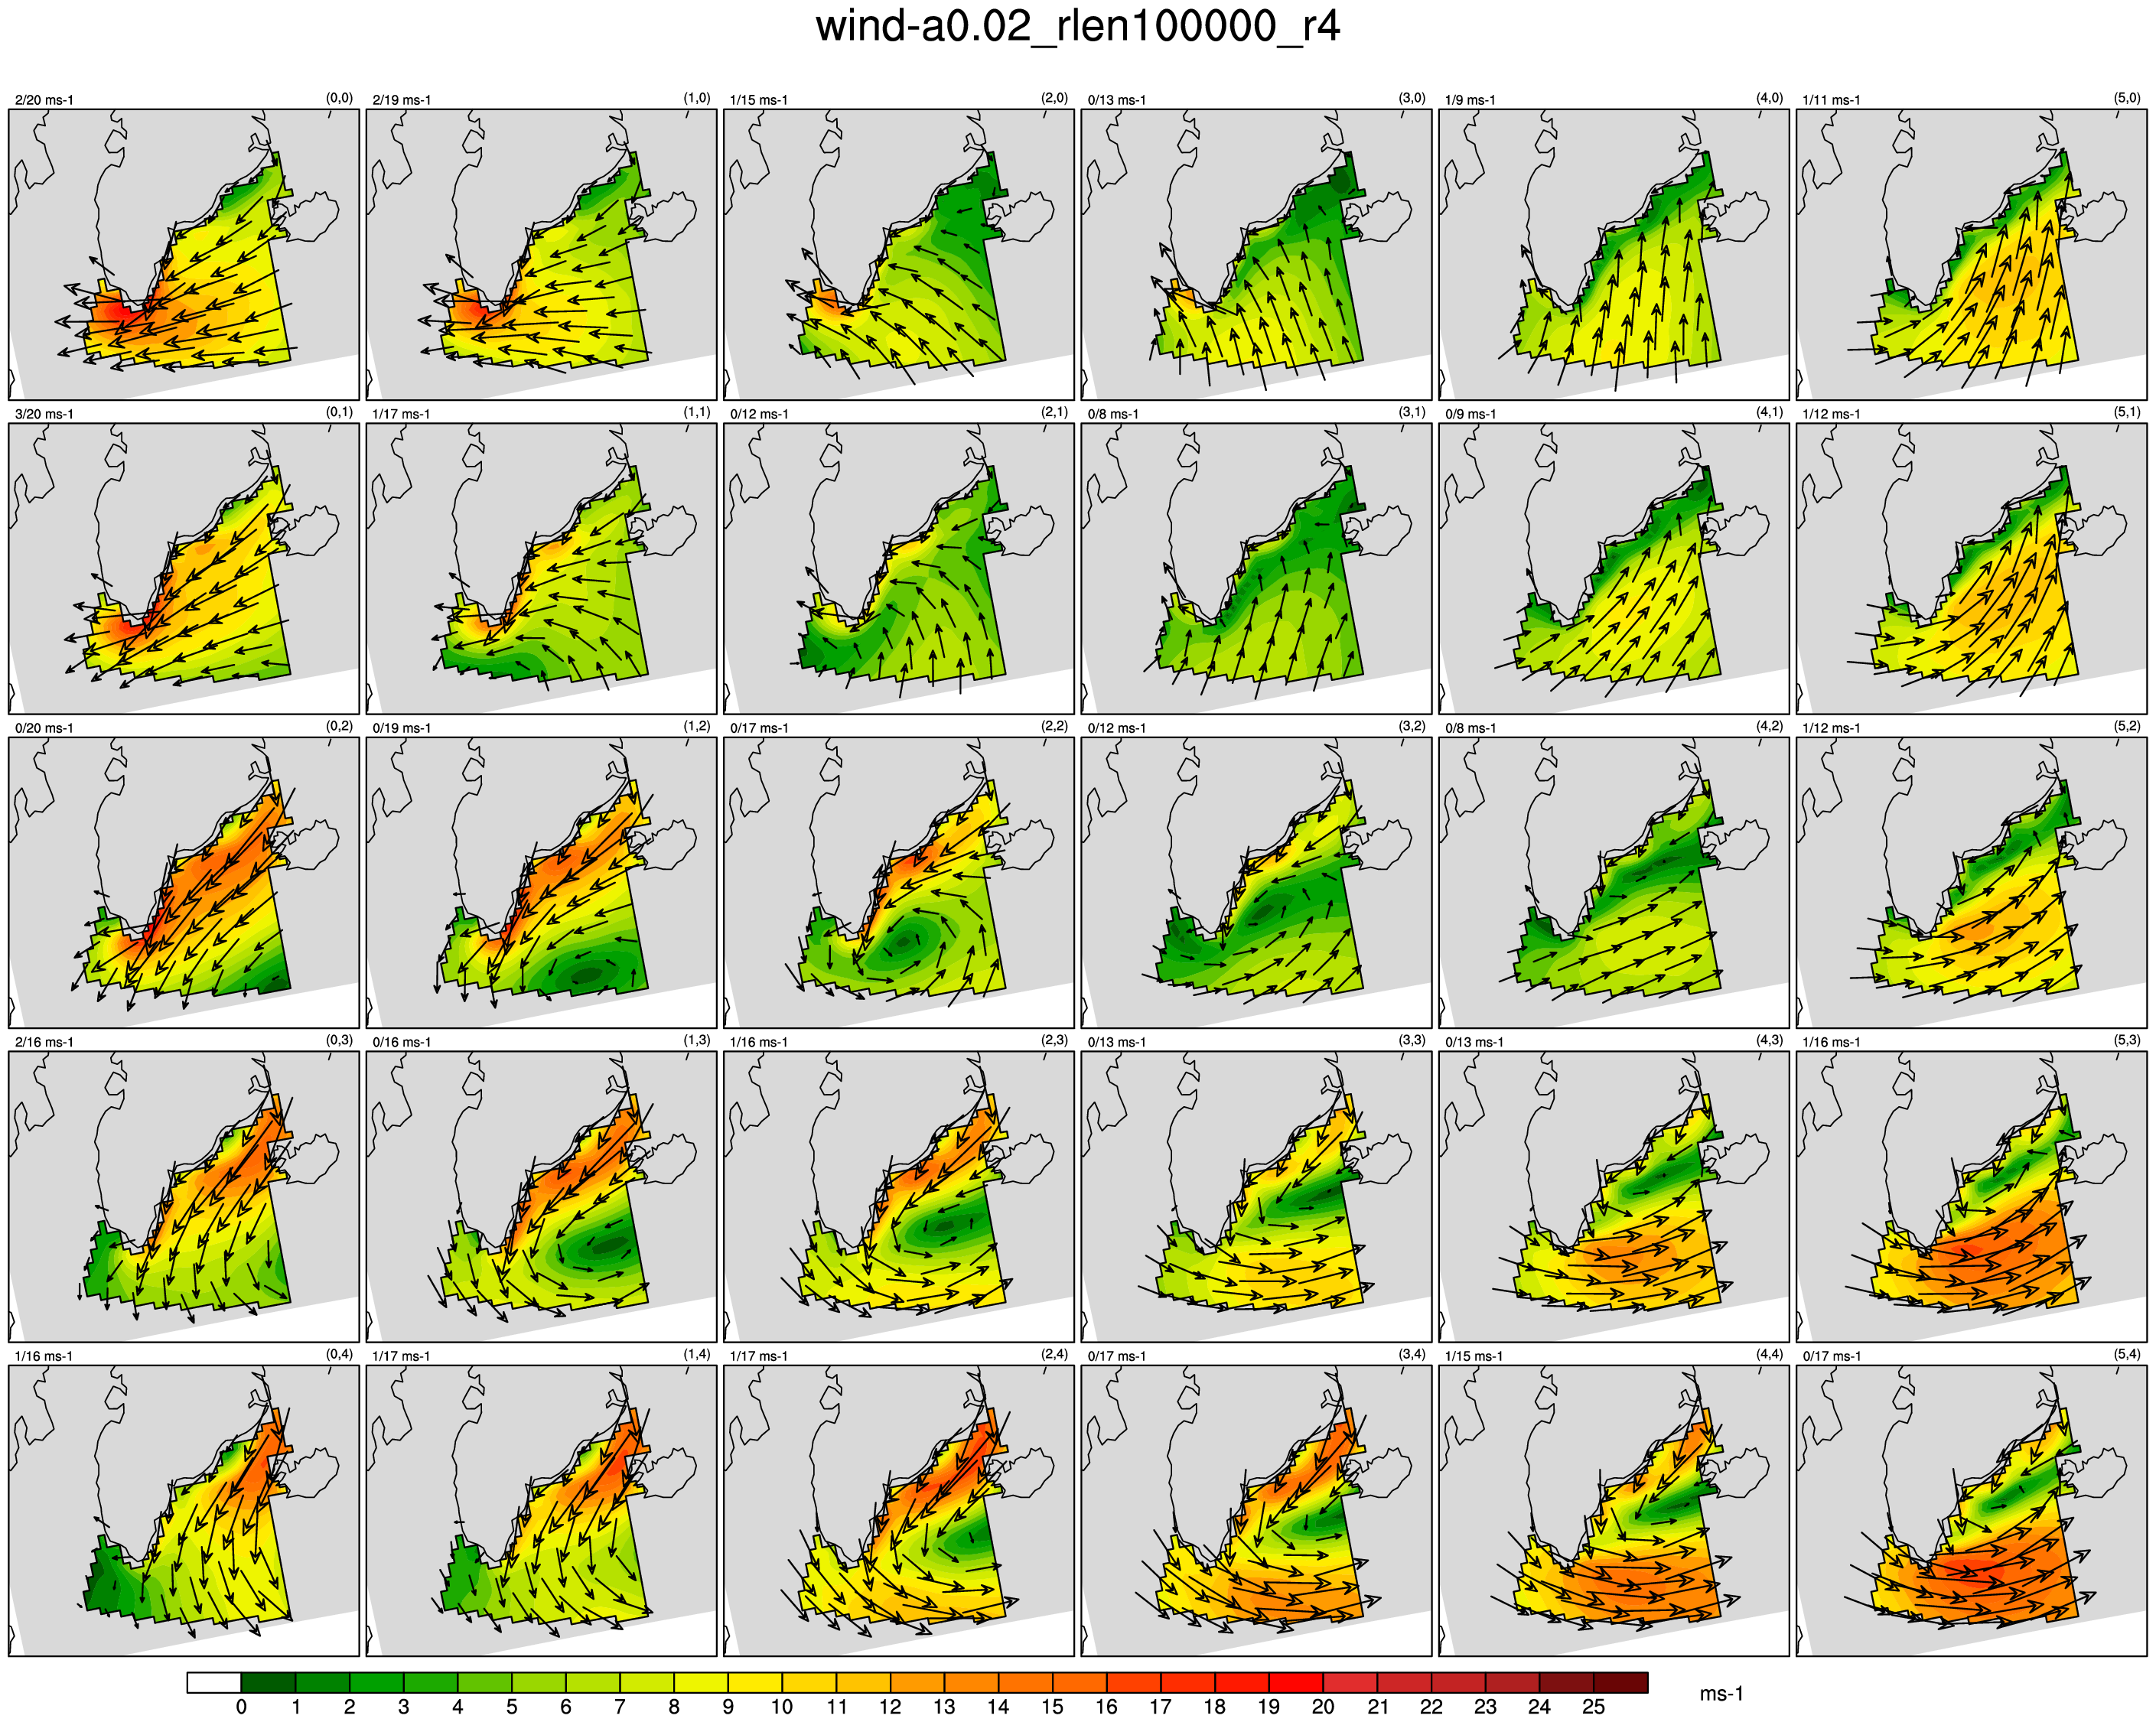 wind-a0.02_rlen100000_r4
2/20 ms-1 (0,0) 2/19 ms-1 (1,0) 1/15 ms-1 (2,0) 0/13 ms-1 (3,0) 1/9 ms-1 (4,0) 1/11 ms-1 (5,0)
3/20 ms-1 (0,1) 1/17 ms-1 (1,1) 0/12 ms-1 (2,1) 0/8 ms-1 (3,1) 0/9 ms-1 (4,1) 1/12 ms-1 (5,1)
0/20 ms-1 (0,2) 0/19 ms-1 (1,2) 0/17 ms-1 (2,2) 0/12 ms-1 (3,2) 0/8 ms-1 (4,2) 1/12 ms-1 (5,2)
2/16 ms-1 (0,3) 0/16 ms-1 (1,3) 1/16 ms-1 (2,3) 0/13 ms-1 (3,3) 0/13 ms-1 (4,3) 1/16 ms-1 (5,3)
1/16 ms-1 (0,4) 1/17 ms-1 (1,4) 1/17 ms-1 (2,4) 0/17 ms-1 (3,4) 1/15 ms-1 (4,4) 0/17 ms-1 (5,4)
0 1 2 3 4 5 6 7 8 9 10 11 12 13 14 15 16 17 18 19 20 21 22 23 24 25 ms-1